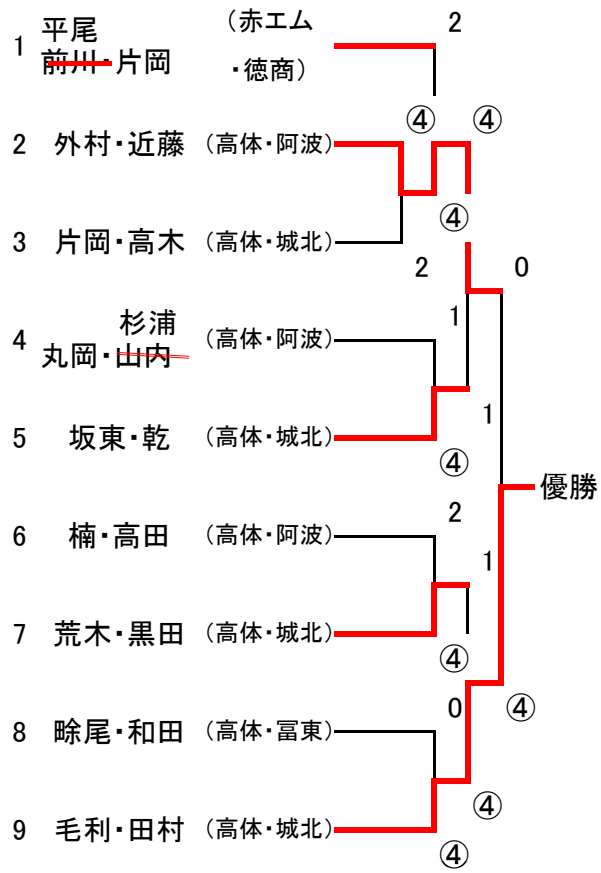 平尾
1 前川・片岡 (赤エム
・徳商)
2
④ ④
2 外村・近藤 (高体・阿波)
④
3 片岡・高木 (高体・城北)
2 0
杉浦
1
4 丸岡・山内 (高体・阿波)
1
5 坂東・乾 (高体・城北)
④
優勝
2
6 楠・高田 (高体・阿波)
1
7 荒木・黒田 (高体・城北)
④
0 ④
8 畭尾・和田 (高体・冨東)
④
9 毛利・田村 (高体・城北)
④